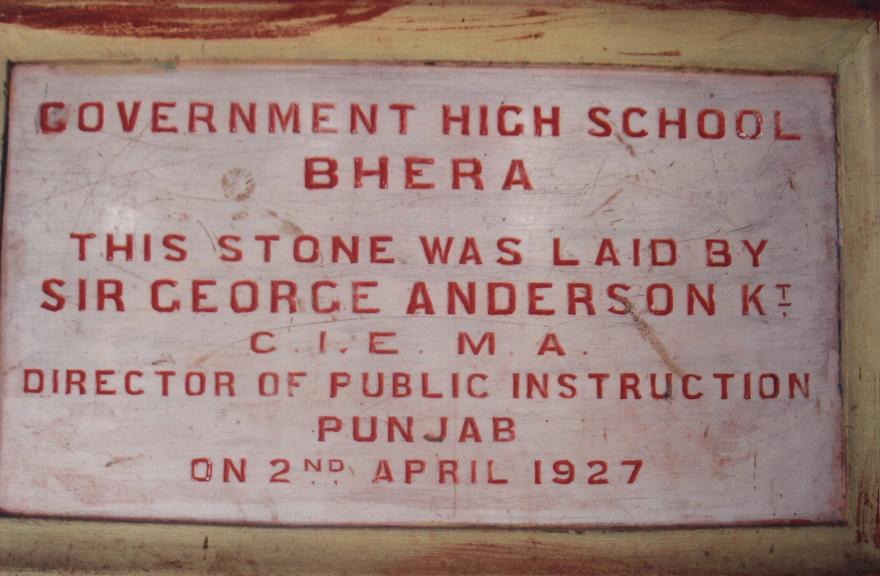 GOVERNMENT HIGH SCHOOL
BHERA
THIS STONE WAS LAID BY
SIR GEORGE ANDERSON KT.
C. I. E. M. A.
DIRECTOR OF PUBLIC INSTRUCTION
PUNJAB
ON 2ND. APRIL 1927